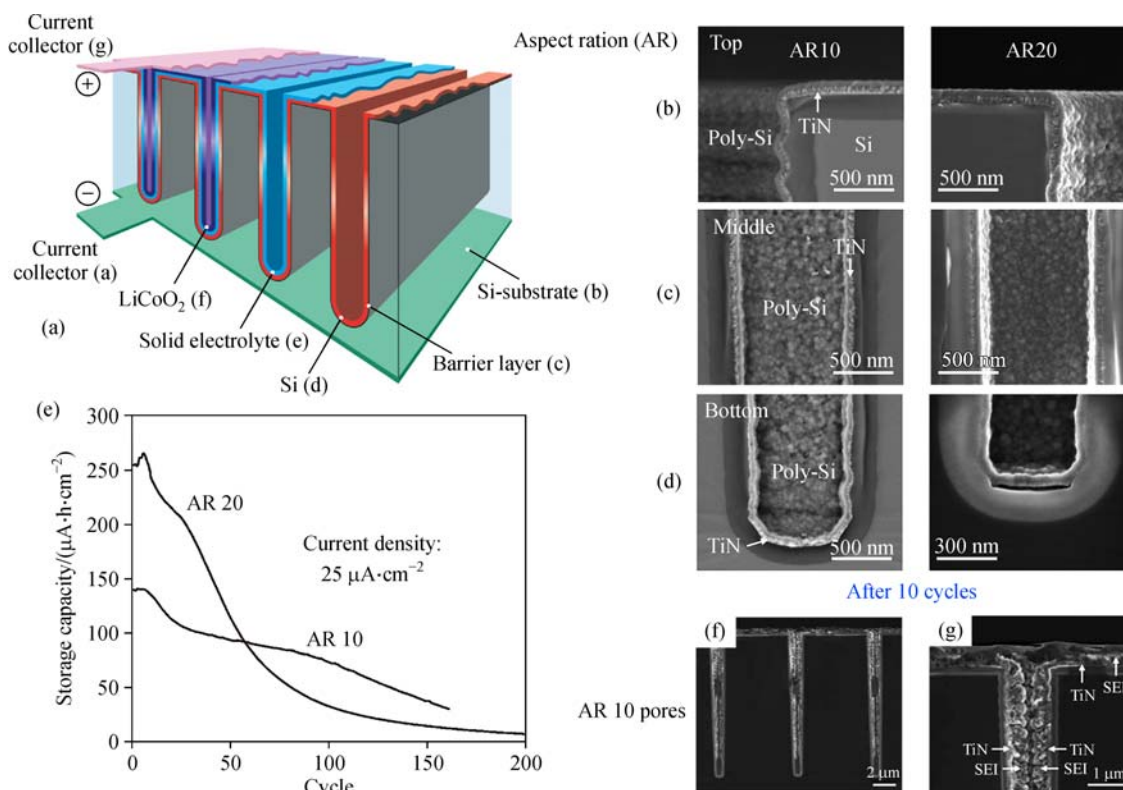 Current
collector (g)
+
−
Current
collector (a)
LiCoO2 (f)
(a)
Solid electrolyte (e)
Si (d)
Barrier layer (c)
Si-substrate (b)
Aspect ration (AR)
Top
AR10
AR20
(b)
TiN
Poly-Si
Si
500 nm
500 nm
Middle
TiN
(c)
Poly-Si
500 nm
500 nm
Bottom
(d)
Poly-Si
TiN
500 nm
300 nm
After 10 cycles
(e)
Storage capacity/(μA·h·cm−2)
300
250
200
150
100
50
0
AR 20
Current density:
25 μA·cm−2
AR 10
0
50
100
150
200
Cycle
AR 10 pores
(f)
2 μm
(g)
TiN
SEI
TiN
TiN
SEI
SEI
1 μm